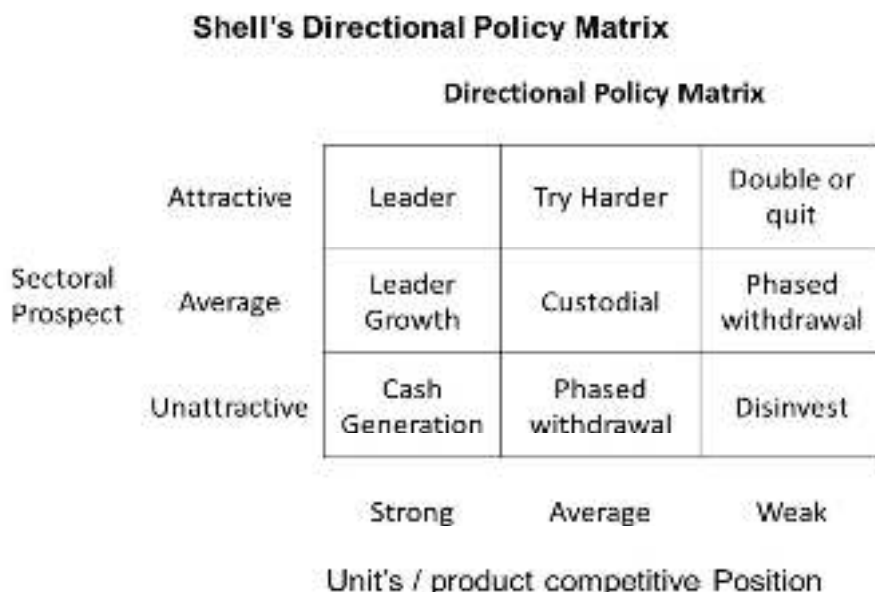 Shell's Directional Policy Matrix
Directional Policy Matrix
Attractive
Leader
Try Harder
Double or
quit
Sectoral
Prospect
Average
Leader
Growth
Custodial
Phased
withdrawal
Unattractive
Cash
Generation
Phased
withdrawal
Disinvest
Strong
Average
Weak
Unit's / product competitive Position